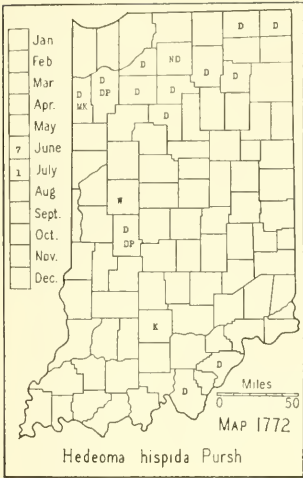 Jan
Feb
Mar
Apr.
May
7 June
1 July
Aug
Sept.
Oct.
Nov.
Dec.
D D
D ND D D
D DP D D
MK D
W
D
DP
K
D
D
Miles
0 50
MAP 1772
Hedeoma hispida Pursh